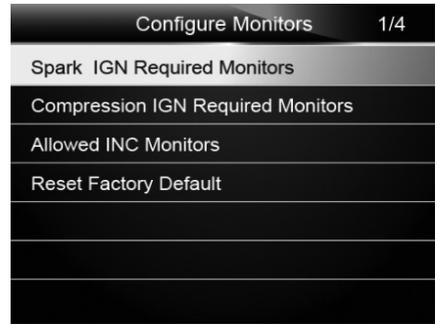 Configure Monitors 1/4
Spark IGN Required Monitors
Compression IGN Required Monitors
Allowed INC Monitors
Reset Factory Default